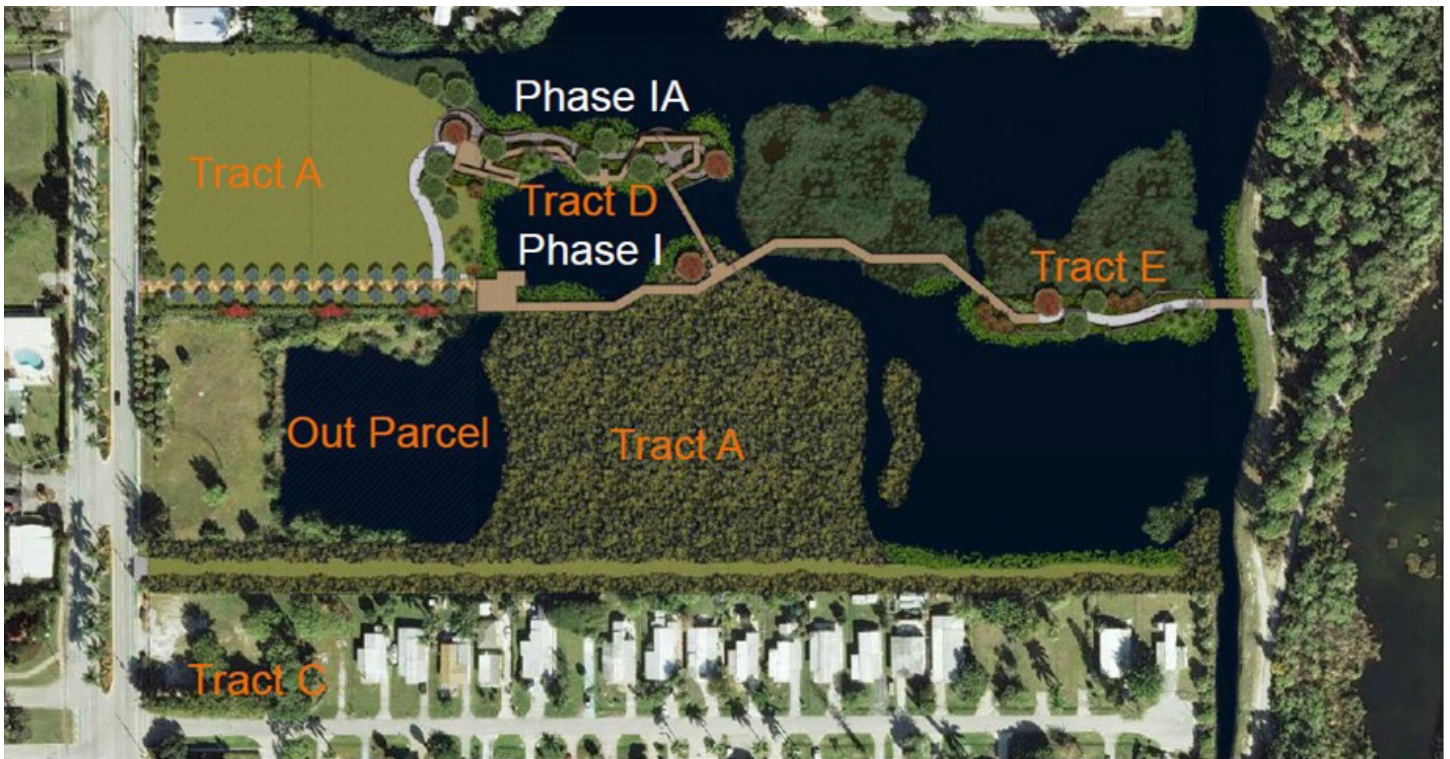 Phase IA
Tract A
Tract D
Phase I
Tract E
Out Parcel
Tract A
Tract C